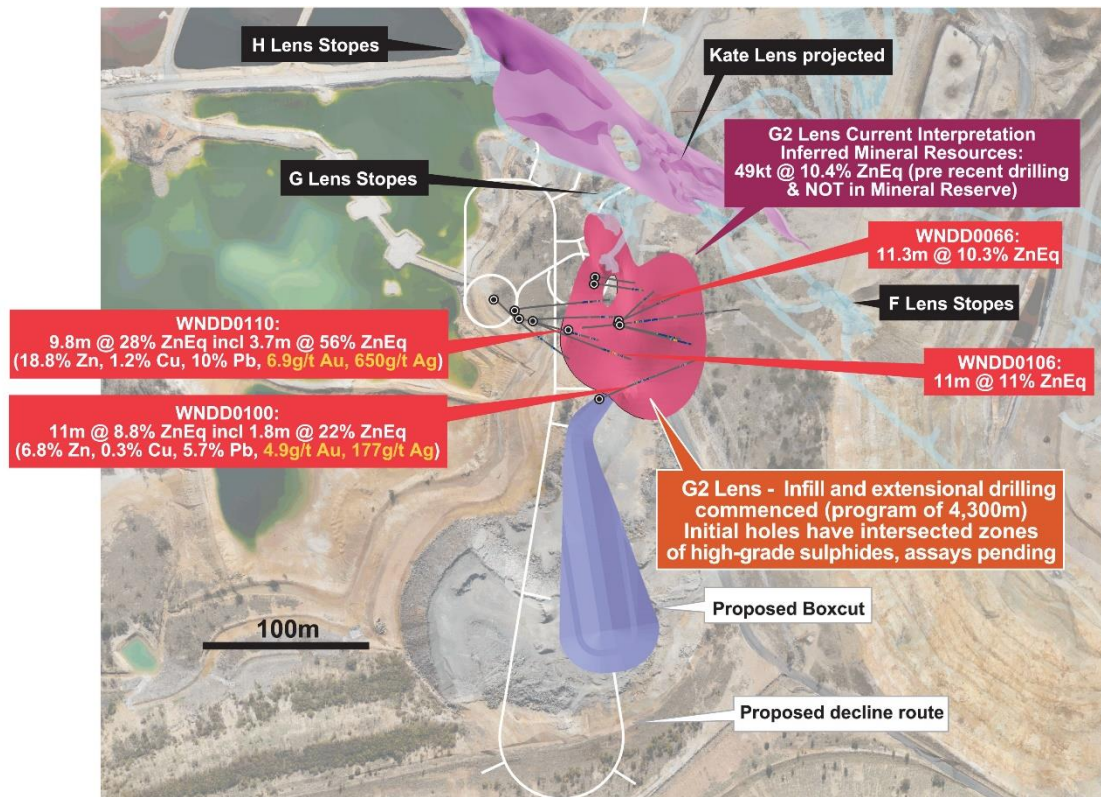 H Lens Stopes
Kate Lens projected
G2 Lens Current Interpretation
Inferred Mineral Resources:
49kt @ 10.4% ZnEq (pre recent drilling
& NOT in Mineral Reserve)
G Lens Stopes
WNDD0066:
11.3m @ 10.3% ZnEq
F Lens Stopes
WNDD0110:
9.8m @ 28% ZnEq incl 3.7m @ 56% ZnEq
(18.8% Zn, 1.2% Cu, 10% Pb, 6.9g/t Au, 650g/t Ag)
WNDD0106:
11m @ 11% ZnEq
WNDD0100:
11m @ 8.8% ZnEq incl 1.8m @ 22% ZnEq
(6.8% Zn, 0.3% Cu, 5.7% Pb, 4.9g/t Au, 177g/t Ag)
G2 Lens - Infill and extensional drilling
commenced (program of 4,300m)
Initial holes have intersected zones
of high-grade sulphides, assays pending
Proposed Boxcut
100m
Proposed decline route